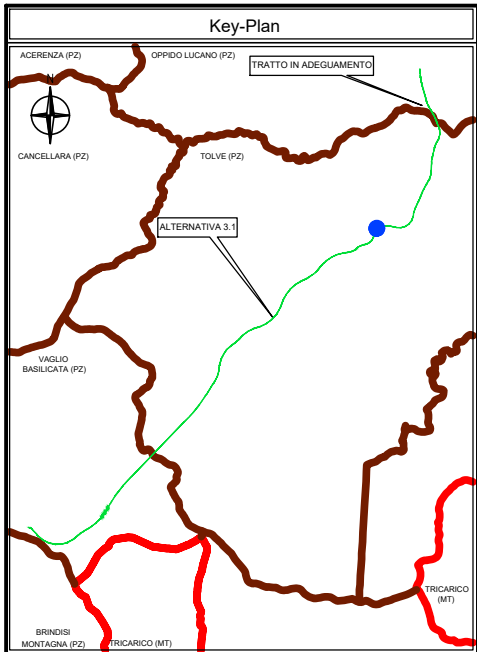 Key-Plan
ACERENZA (PZ)
OPPIDO LUCANO (PZ)
TRATTO IN ADEGUAMENTO
N
CANCELLARA (PZ)
TOLVE (PZ)
ALTERNATIVA 3.1
VAGLIO
BASILICATA (PZ)
TRICARICO
(MT)
BRINDISI
MONTAGNA (PZ)
TRICARICO (MT)